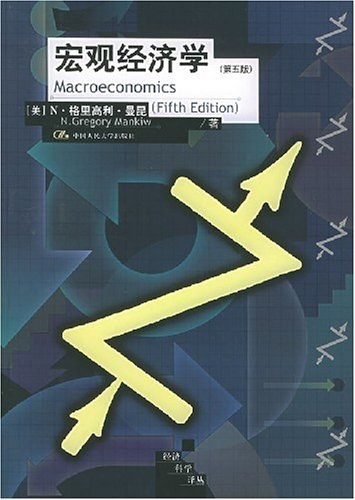 宏观经济学(第五版)
Macroeconomics
(Fifth Edition)
[美]N·格里高利·曼昆
N.Gregory Mankiw /著
中国人民大学出版社
经济
科学
译丛